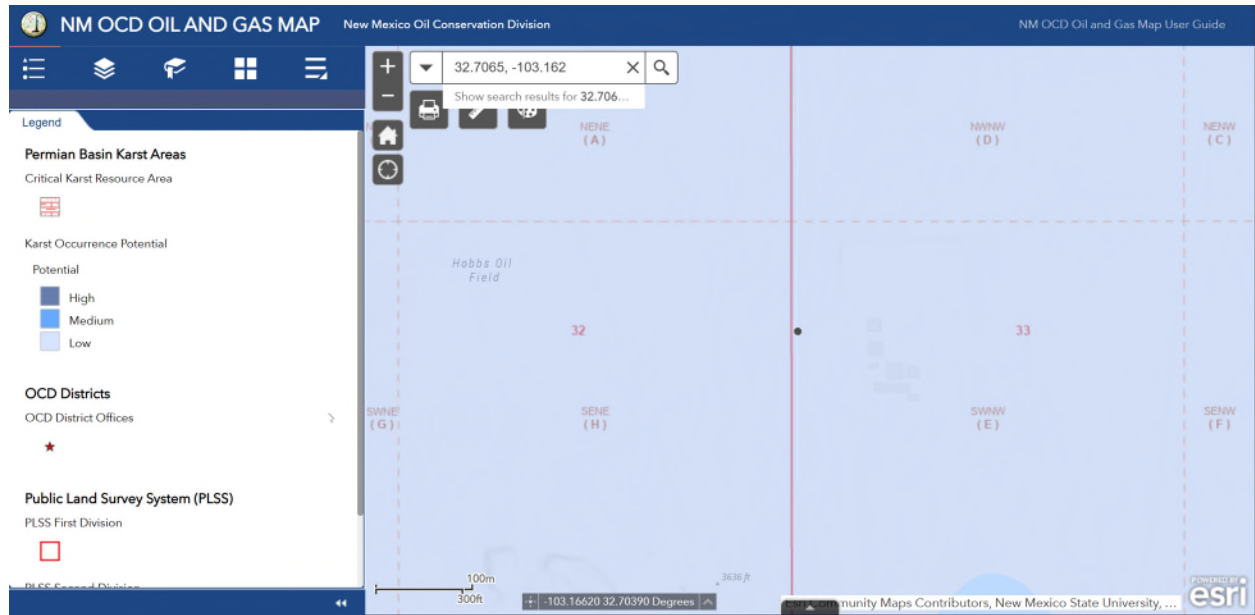 NM OCD OIL AND GAS MAP
New Mexico Oil Conservation Division
NM OCD Oil and Gas Map User Guide
Legend
Permian Basin Karst Areas
Critical Karst Resource Area
Karst Occurrence Potential
Potential
High
Medium
Low
OCD Districts
OCD District Offices
Public Land Survey System (PLSS)
PLSS First Division
PLSS Second Division
32.7065, -103.162
Show search results for 32.706...
NENE
(A)
NWNW
(D)
NENW
(C)
Hobbs Oil
Field
32
33
SWNE
(G)
SENE
(H)
SWNW
(E)
SENW
(F)
3636 ft
100m
300ft
-103.16620 32.70390 Degrees
Esri Community Maps Contributors, New Mexico State University, ...
POWERED BY
esri